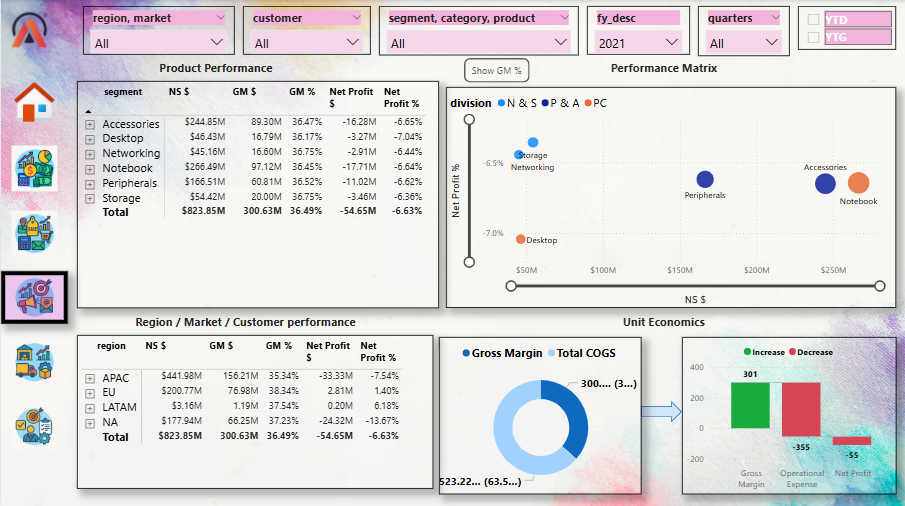 region, market
customer
segment, category, product
fy_desc
quarters
YTD
YTG
All
All
All
2021
All
Product Performance
Show GM %
Performance Matrix
segment NS $ GM $ GM % Net Profit $ Net Profit %
Accessories $244.85M 89.30M 36.47% -16.28M -6.65%
Desktop $46.43M 16.79M 36.17% -3.27M -7.04%
Networking $45.16M 16.60M 36.75% -2.91M -6.44%
Notebook $266.49M 97.12M 36.45% -17.71M -6.64%
Peripherals $166.51M 60.81M 36.52% -11.02M -6.62%
Storage $54.42M 20.00M 36.75% -3.46M -6.36%
Total $823.85M 300.63M 36.49% -54.65M -6.63%
division N & S P & A PC
Net Profit %
-6.5%
-7.0%
Storage
Networking
Accessories
Peripherals
Notebook
Desktop
$50M $100M $150M $200M $250M
NS $
Region / Market / Customer performance
region NS $ GM $ GM % Net Profit $ Net Profit %
APAC $441.98M 156.21M 35.34% -33.33M -7.54%
EU $200.77M 76.98M 38.34% 2.81M 1.40%
LATAM $3.16M 1.19M 37.54% 0.20M 6.18%
NA $177.94M 66.25M 37.23% -24.32M -13.67%
Total $823.85M 300.63M 36.49% -54.65M -6.63%
Gross Margin Total COGS
300.... (3...)
523.22... (63.5...)
Unit Economics
Increase Decrease
400
200
0
-200
301
-355
-55
Gross Margin
Operational Expense
Net Profit